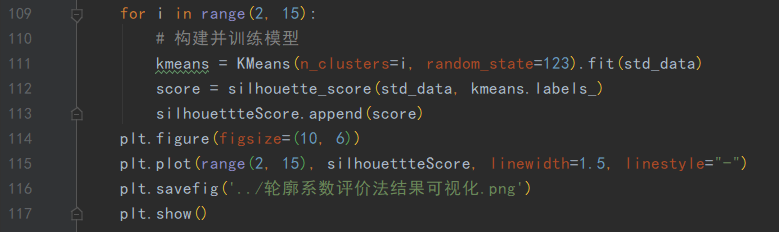 109 for i in range(2, 15):
110 # 构建并训练模型
111 kmeans = KMeans(n_clusters=i, random_state=123).fit(std_data)
112 score = silhouette_score(std_data, kmeans.labels_)
113 silhouettteScore.append(score)
114 plt.figure(figsize=(10, 6))
115 plt.plot(range(2, 15), silhouettteScore, linewidth=1.5, linestyle="-")
116 plt.savefig('../轮廓系数评价法结果可视化.png')
117 plt.show()